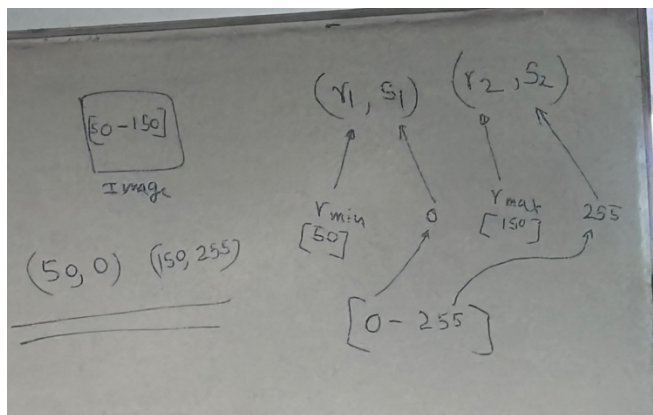 [50-150]
Image
(50,0) (150,255)
(r1, s1) (r2, s2)
rmin 0 rmax 255
[50] [150]
[0-255]